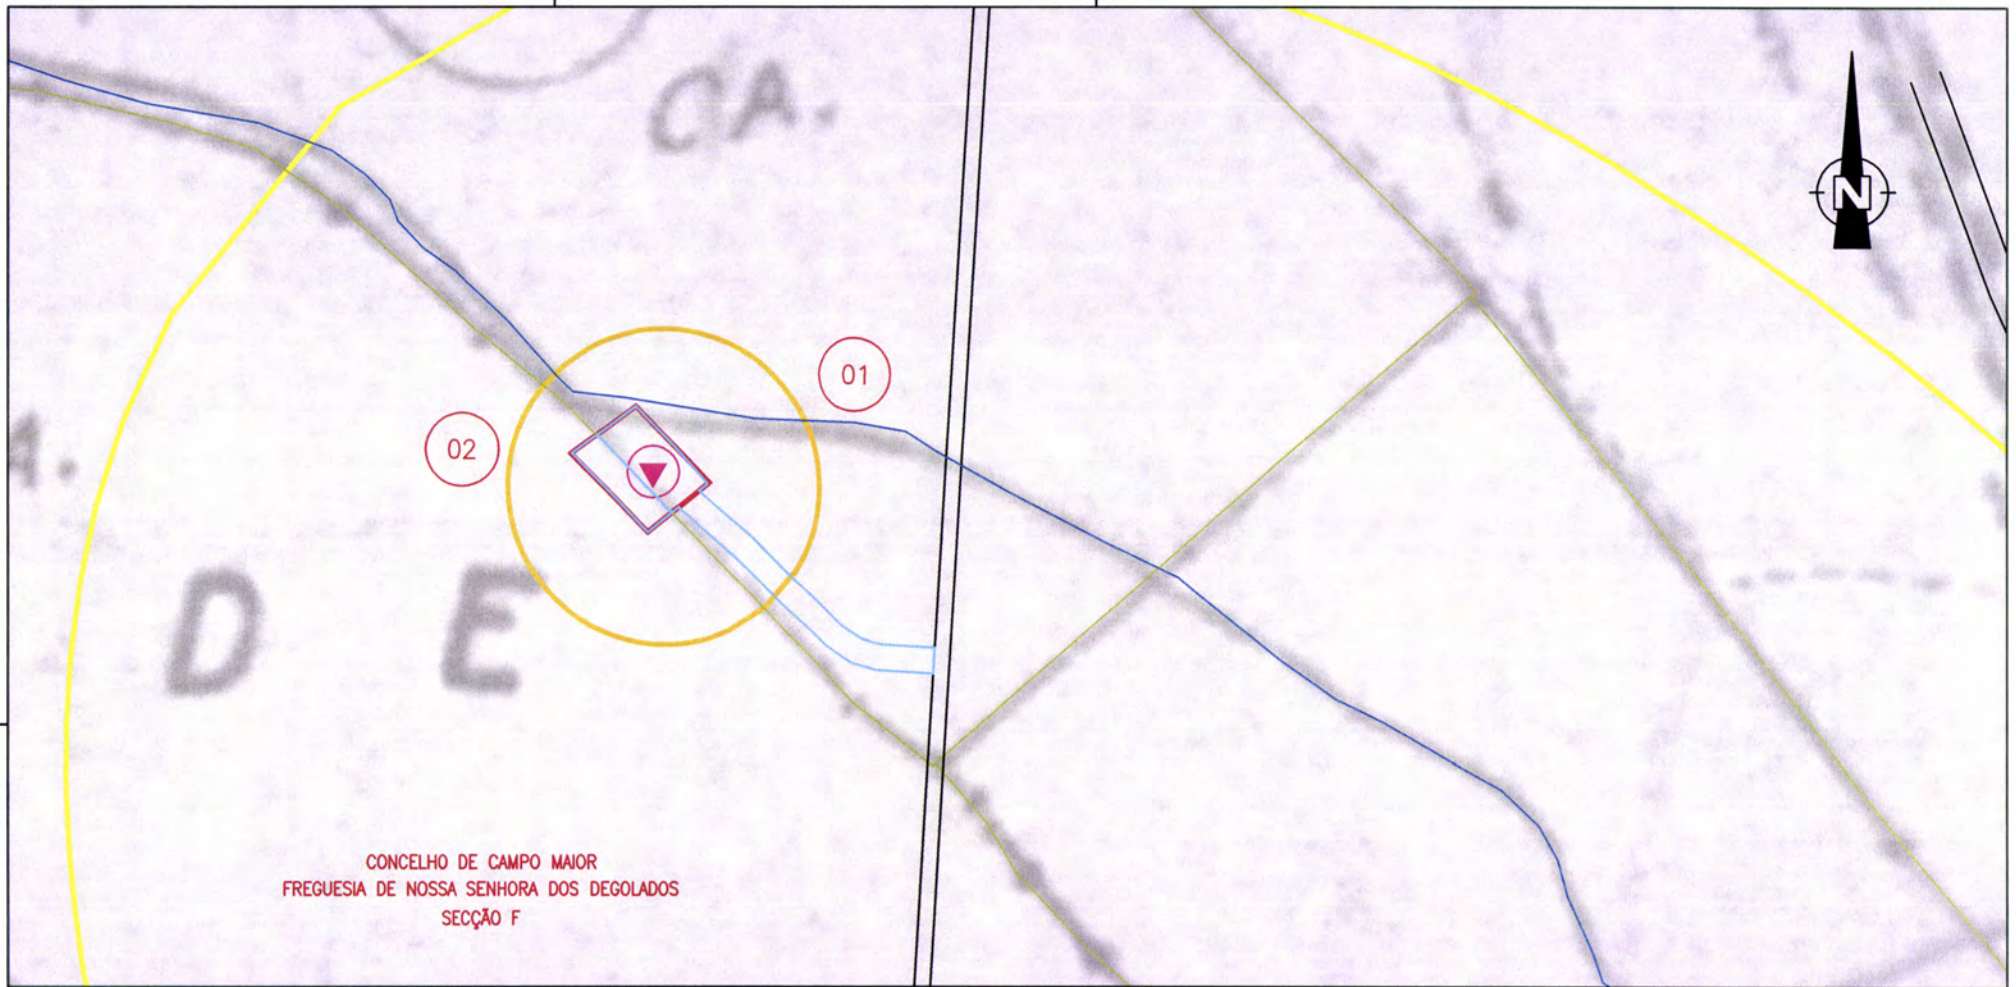 CA.
N
01
02
A.
D E
CONCELHO DE CAMPO MAIOR
FREGUESIA DE NOSSA SENHORA DOS DEGOLADOS
SECÇÃO F